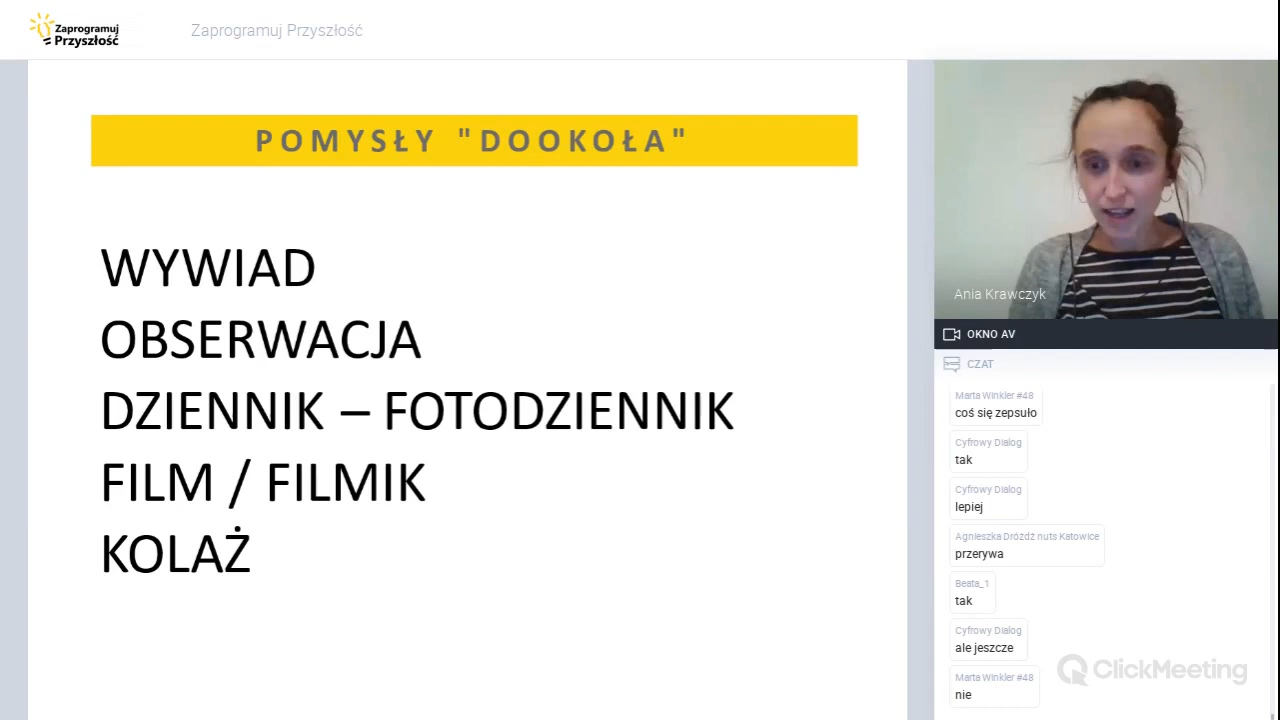 Zaprogramuj
Przyszłość
Zaprogramuj Przyszłość
POMYSŁY "DOOKOŁA"
WYWIAD
OBSERWACJA
DZIENNIK – FOTODZIENNIK
FILM / FILMIK
KOLAŻ
Ania Krawczyk
OKNO AV
CZAT
Marta Winkler #48
coś się zepsuło
Cyfrowy Dialog
tak
Cyfrowy Dialog
lepiej
Agnieszka Dróżdż nuts Katowice
przerywa
Beata_1
tak
Cyfrowy Dialog
ale jeszcze
Marta Winkler #48
nie
ClickMeeting